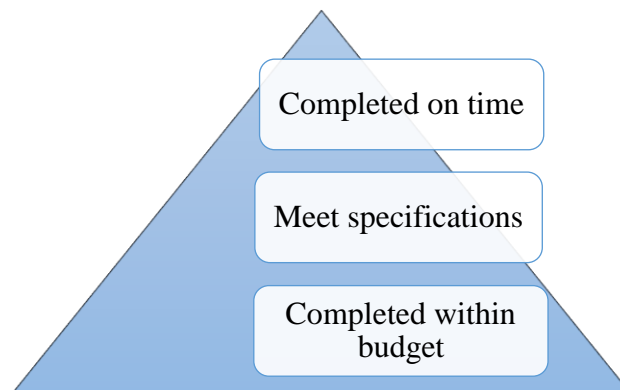 Completed on time
Meet specifications
Completed within
budget